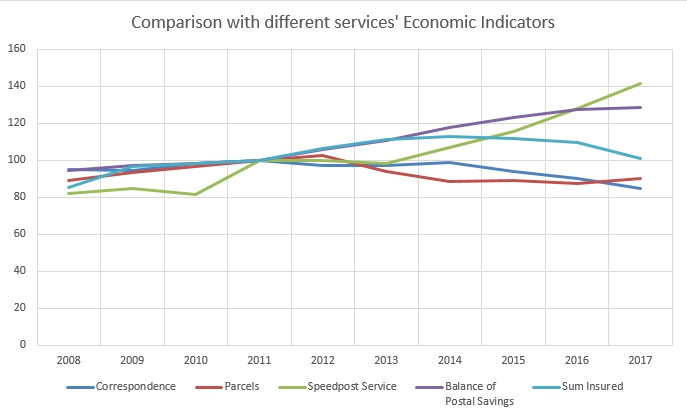 Comparison with different services' Economic Indicators
160
140
120
100
80
60
40
20
0
2008 2009 2010 2011 2012 2013 2014 2015 2016 2017
Correspondence Parcels Speedpost Service Balance of Sum Insured
Postal Savings